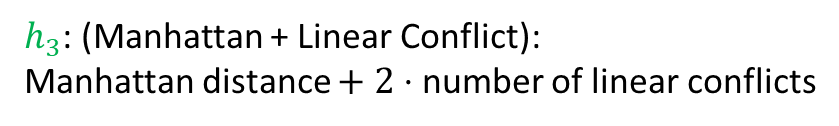 h₃: (Manhattan + Linear Conflict):
Manhattan distance + 2 · number of linear conflicts